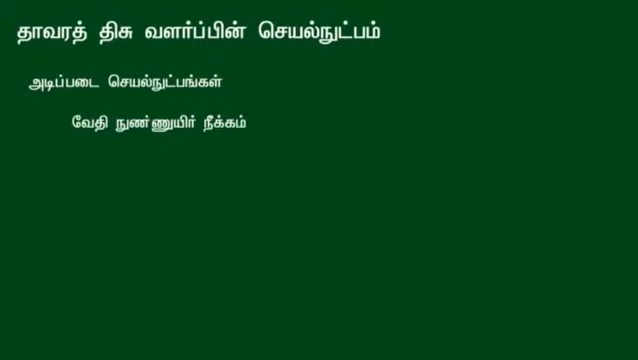 தாவரத் திசு வளர்ப்பின் செயல்நுட்பம்
அடிப்படை செயல்நுட்பங்கள்
வேதி நுண்ணுயிர் நீக்கம்